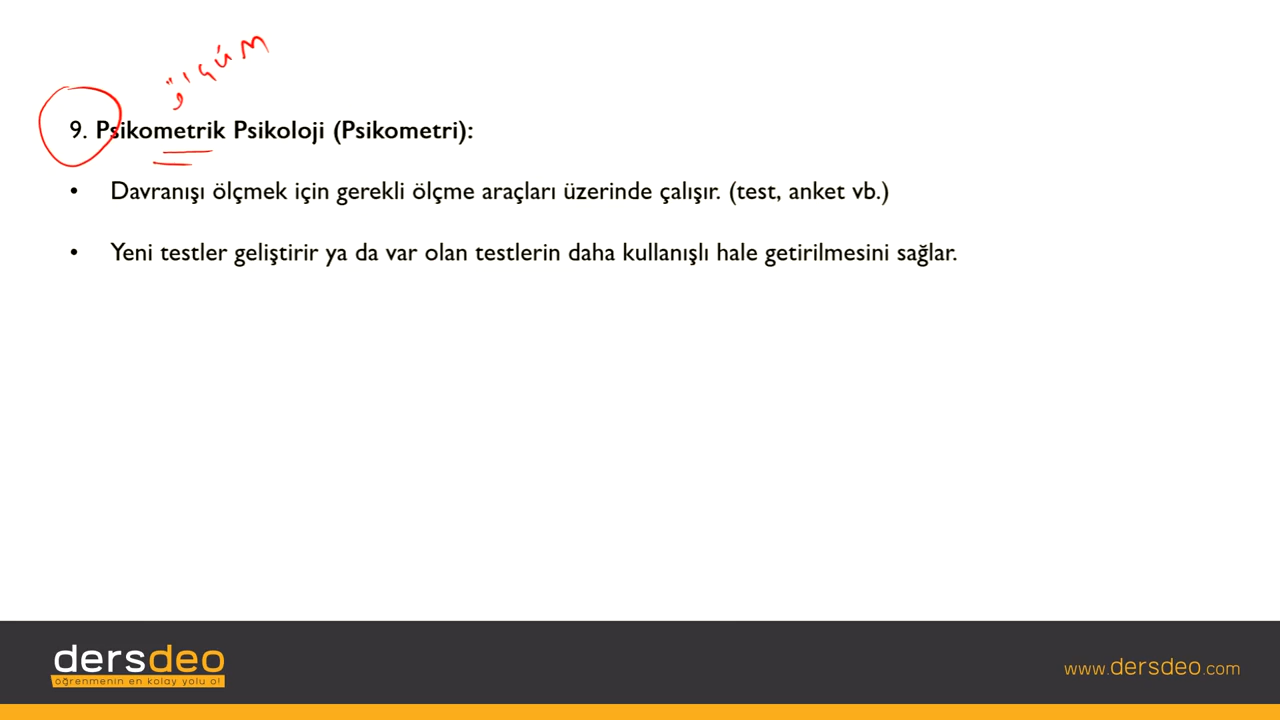 ölçüm
9. Psikometrik Psikoloji (Psikometri):
• Davranışı ölçmek için gerekli ölçme araçları üzerinde çalışır. (test, anket vb.)
• Yeni testler geliştirir ya da var olan testlerin daha kullanışlı hale getirilmesini sağlar.
dersdeo
öğrenmenin en kolay yolu o!
www.dersdeo.com